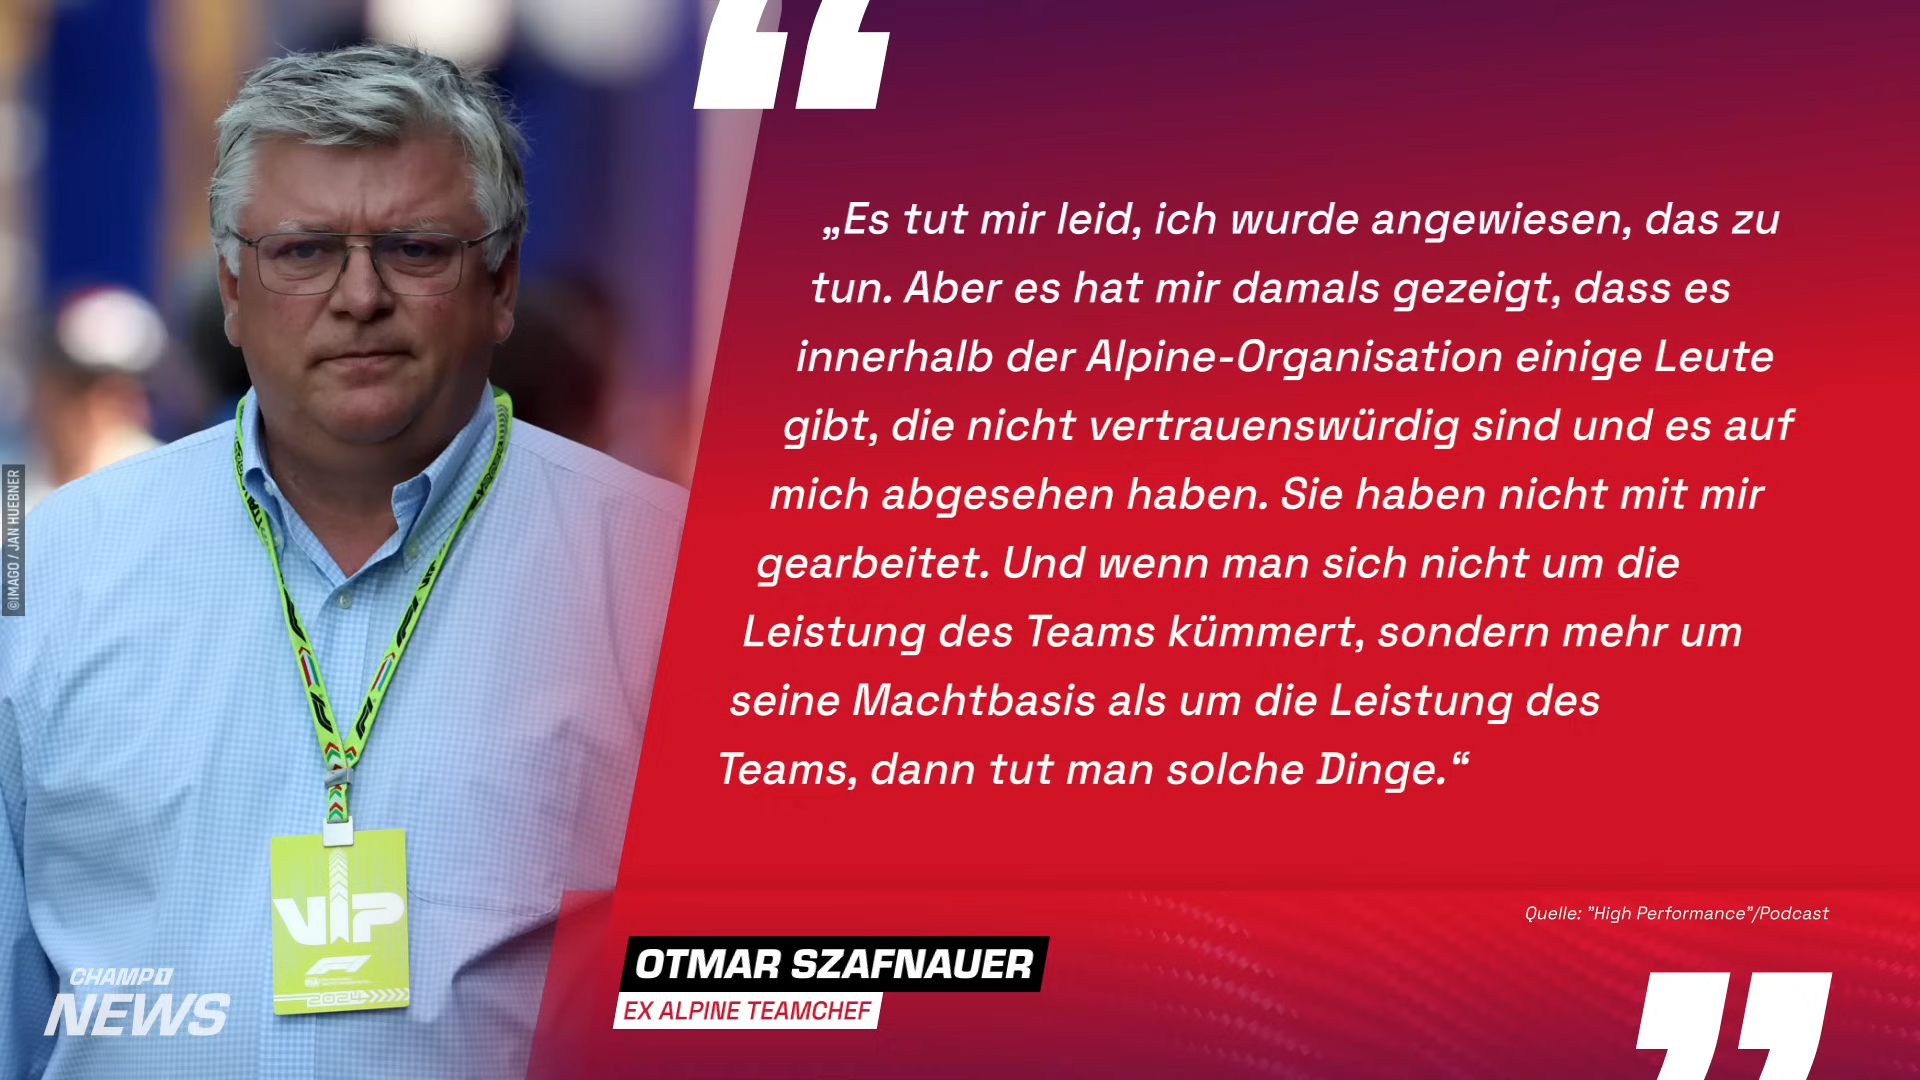 „Es tut mir leid, ich wurde angewiesen, das zu
tun. Aber es hat mir damals gezeigt, dass es
innerhalb der Alpine-Organisation einige Leute
gibt, die nicht vertrauenswürdig sind und es auf
mich abgesehen haben. Sie haben nicht mit mir
gearbeitet. Und wenn man sich nicht um die
Leistung des Teams kümmert, sondern mehr um
seine Machtbasis als um die Leistung des
Teams, dann tut man solche Dinge.“
Quelle: "High Performance"/Podcast
OTMAR SZAFNAUER
EX ALPINE TEAMCHEF
©IMAGO / JAN HUEBNER
VIP
F1
2024
CHAMP1
NEWS